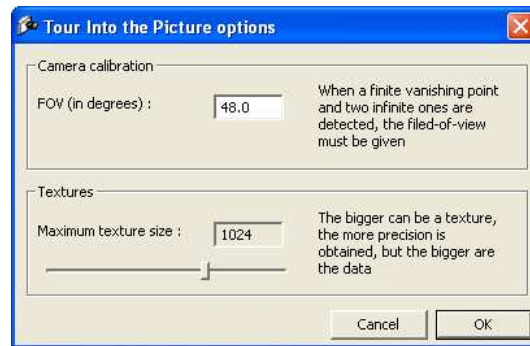 Tour Into the Picture options
Camera calibration
FOV (in degrees) :
48.0
When a finite vanishing point
and two infinite ones are
detected, the filed-of-view
must be given
Textures
Maximum texture size :
1024
The bigger can be a texture,
the more precision is
obtained, but the bigger are
the data
Cancel
OK